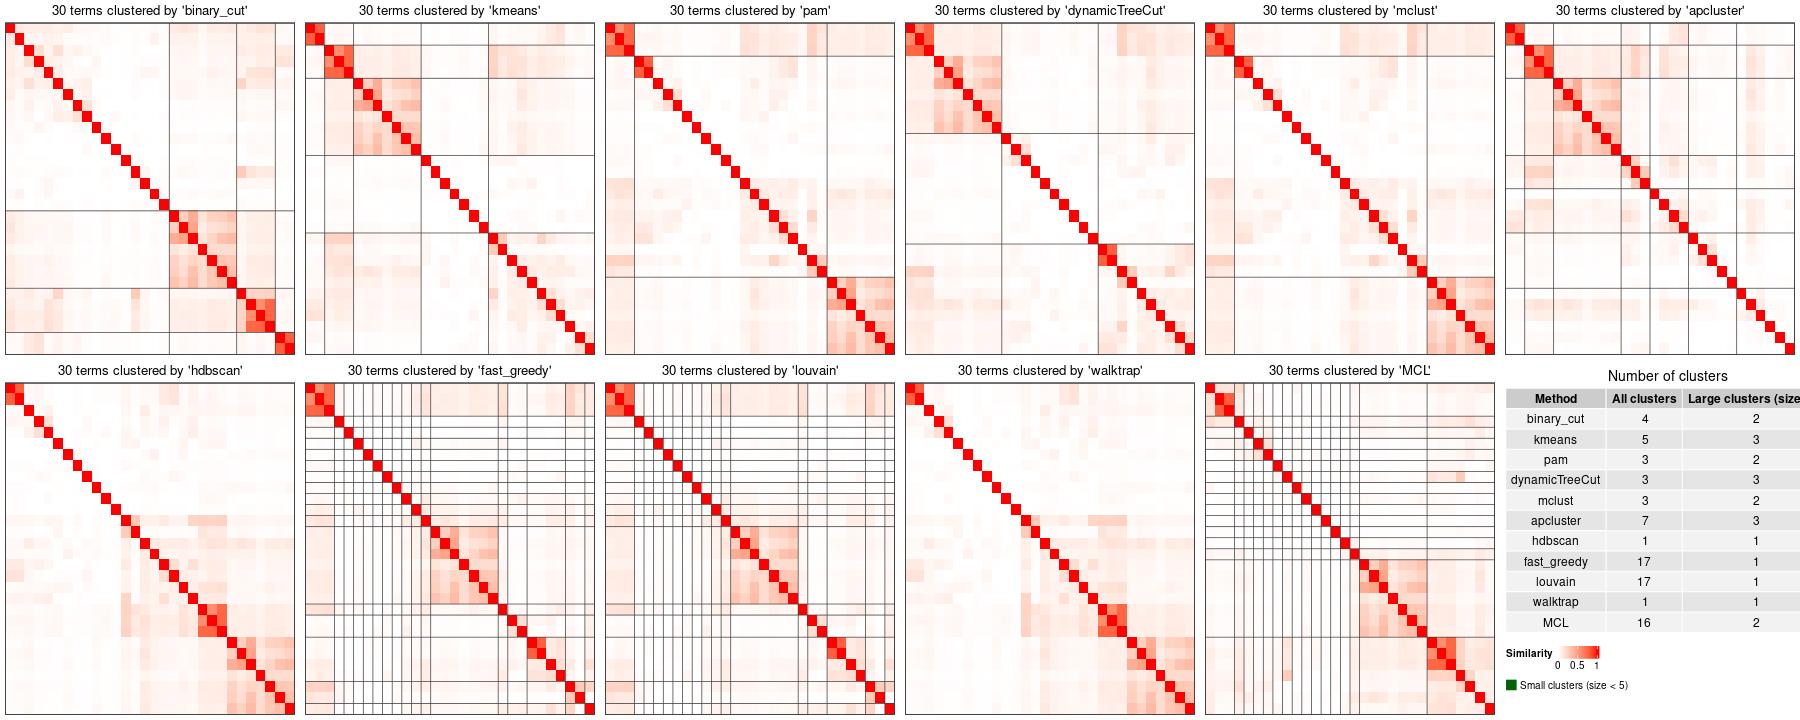 30 terms clustered by 'binary_cut'
30 terms clustered by 'kmeans'
30 terms clustered by 'pam'
30 terms clustered by 'dynamicTreeCut'
30 terms clustered by 'mclust'
30 terms clustered by 'apcluster'
30 terms clustered by 'hdbscan'
30 terms clustered by 'fast_greedy'
30 terms clustered by 'louvain'
30 terms clustered by 'walktrap'
30 terms clustered by 'MCL'
Number of clusters
Method All clusters Large clusters (size
binary_cut 4 2
kmeans 5 3
pam 3 2
dynamicTreeCut 3 3
mclust 3 2
apcluster 7 3
hdbscan 1 1
fast_greedy 17 1
louvain 17 1
walktrap 1 1
MCL 16 2
Similarity
0 0.5 1
Small clusters (size < 5)